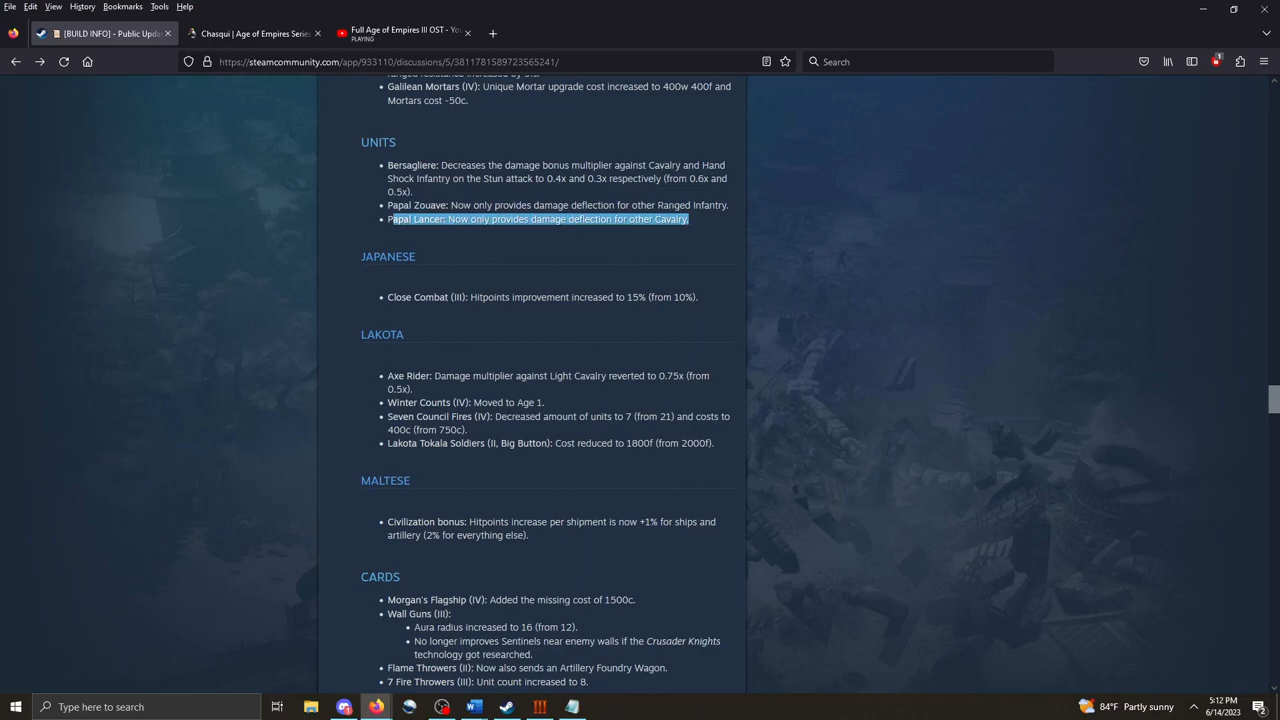 File Edit View History Bookmarks Tools Help
[BUILD INFO] - Public Upda
Chasqui | Age of Empires Series
Full Age of Empires III OST - Yo
PLAYING
https://steamcommunity.com/app/933110/discussions/5/3811781589723565241/
Search
1
Galilean Mortars (IV): Unique Mortar upgrade cost increased to 400w 400f and
Mortars cost -50c.
UNITS
Bersagliere: Decreases the damage bonus multiplier against Cavalry and Hand
Shock Infantry on the Stun attack to 0.4x and 0.3x respectively (from 0.6x and
0.5x).
Papal Zouave: Now only provides damage deflection for other Ranged Infantry.
Papal Lancer: Now only provides damage deflection for other Cavalry.
JAPANESE
Close Combat (III): Hitpoints improvement increased to 15% (from 10%).
LAKOTA
Axe Rider: Damage multiplier against Light Cavalry reverted to 0.75x (from
0.5x).
Winter Counts (IV): Moved to Age 1.
Seven Council Fires (IV): Decreased amount of units to 7 (from 21) and costs to
400c (from 750c).
Lakota Tokala Soldiers (II, Big Button): Cost reduced to 1800f (from 2000f).
MALTESE
Civilization bonus: Hitpoints increase per shipment is now +1% for ships and
artillery (2% for everything else).
CARDS
Morgan's Flagship (IV): Added the missing cost of 1500c.
Wall Guns (III):
Aura radius increased to 16 (from 12).
No longer improves Sentinels near enemy walls if the Crusader Knights
technology got researched.
Flame Throwers (II): Now also sends an Artillery Foundry Wagon.
7 Fire Throwers (III): Unit count increased to 8.
Type here to search
84°F Partly sunny
5:12 PM
6/14/2023